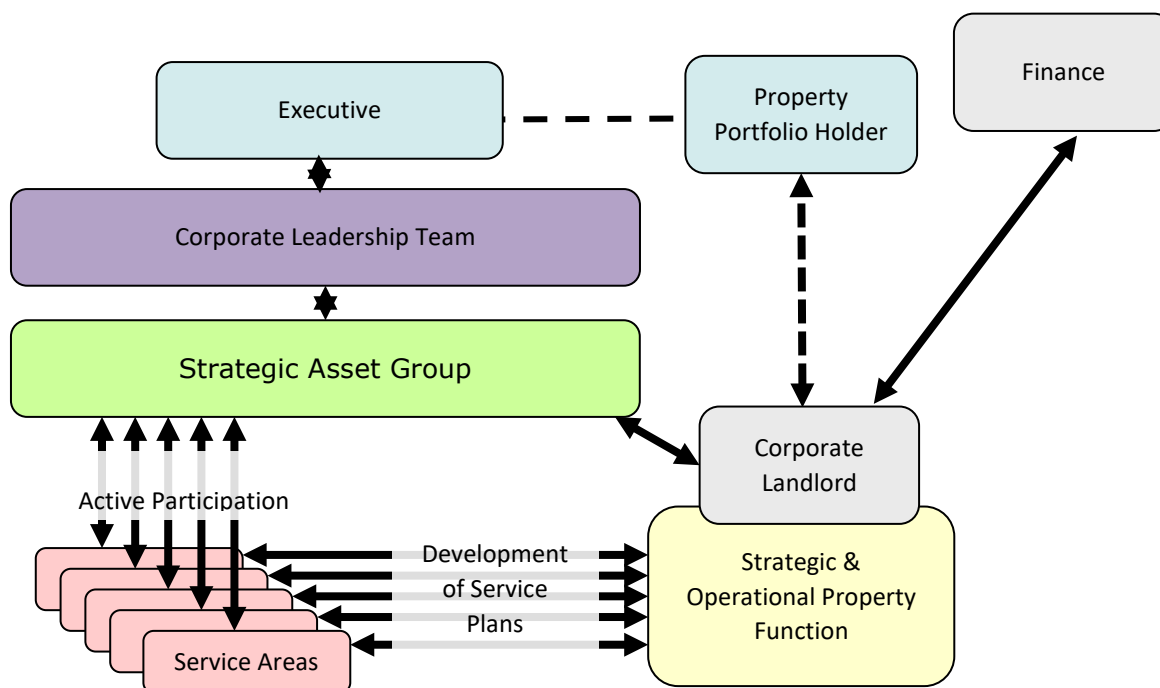 Finance
Executive
Property
Portfolio Holder
Corporate Leadership Team
Strategic Asset Group
Corporate
Landlord
Active Participation
Development
of Service
Plans
Strategic &
Operational Property
Function
Service Areas